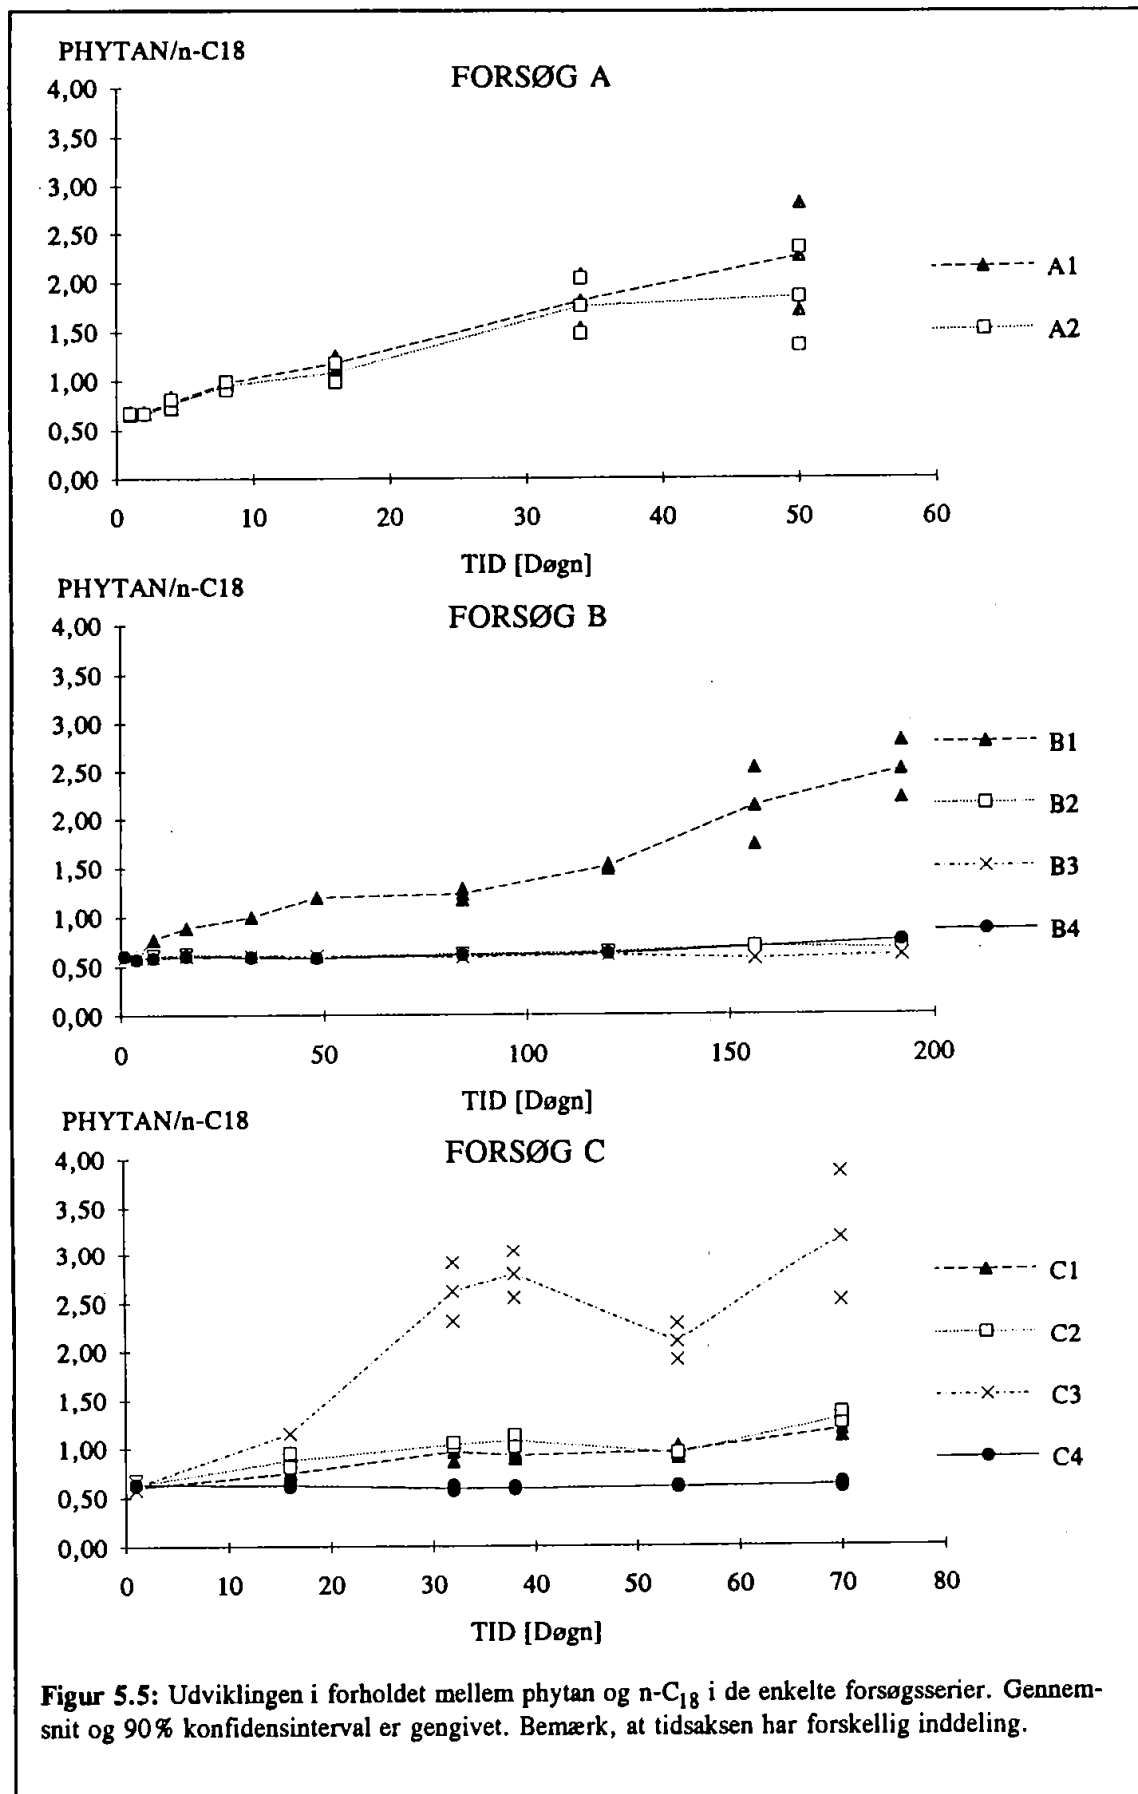 PHYTAN/n-C18
FORSØG A
4,00
3,50
3,00
2,50
2,00
1,50
1,00
0,50
0,00
0 10 20 30 40 50 60
TID [Døgn]
A1
A2
PHYTAN/n-C18
FORSØG B
4,00
3,50
3,00
2,50
2,00
1,50
1,00
0,50
0,00
0 50 100 150 200
TID [Døgn]
B1
B2
B3
B4
PHYTAN/n-C18
FORSØG C
4,00
3,50
3,00
2,50
2,00
1,50
1,00
0,50
0,00
0 10 20 30 40 50 60 70 80
TID [Døgn]
C1
C2
C3
C4
Figur 5.5: Udviklingen i forholdet mellem phytan og n-C18 i de enkelte forsøgsserier. Gennem-
snit og 90% konfidensinterval er gengivet. Bemærk, at tidsaksen har forskellig inddeling.